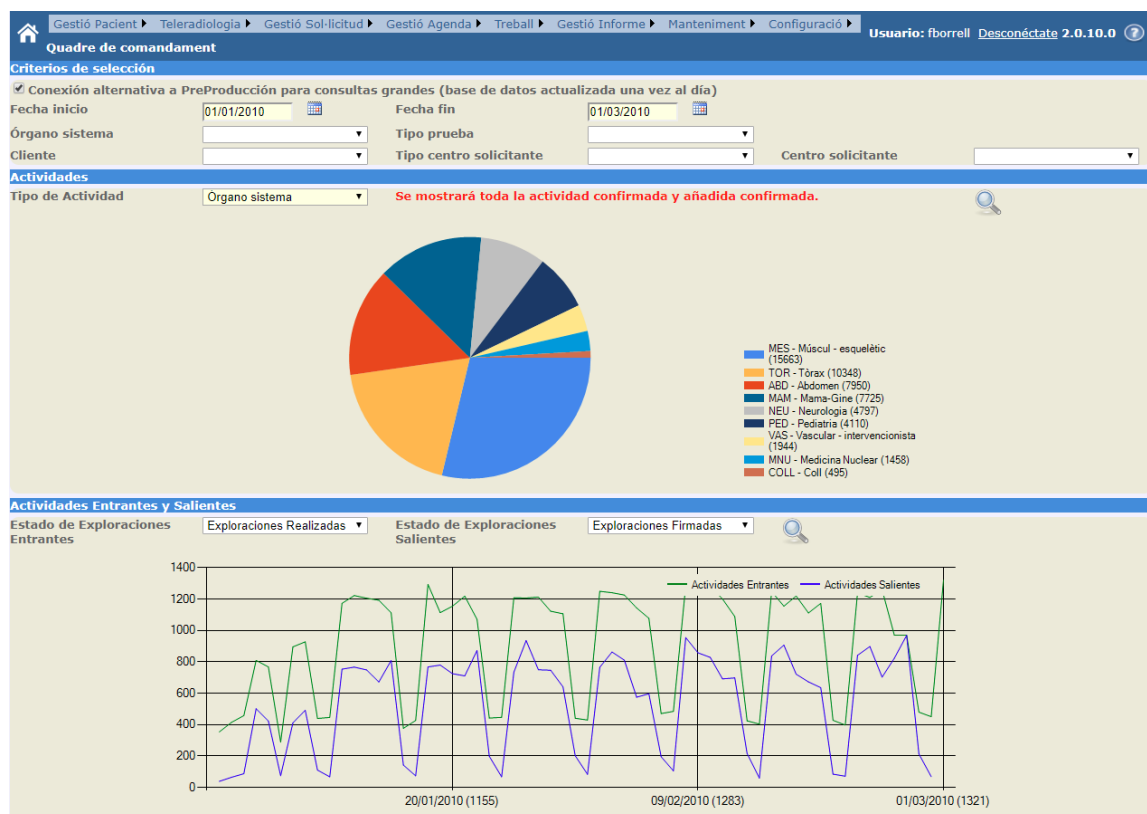 Gestió Pacient Teleradiologia Gestió Sol·licitud Gestió Agenda Treball Gestió Informe Manteniment Configuració
Usuario: fborrell Desconéctate 2.0.10.0 ?
Quadre de comandament
Criterios de selección
Conexión alternativa a PreProducción para consultas grandes (base de datos actualizada una vez al día)
Fecha inicio 01/01/2010 Fecha fin 01/03/2010
Órgano sistema Tipo prueba
Cliente Tipo centro solicitante Centro solicitante
Actividades
Tipo de Actividad Órgano sistema Se mostrará toda la actividad confirmada y añadida confirmada.
MES - Múscul - esquelètic
(15663)
TOR - Tòrax (10348)
ABD - Abdomen (7950)
MAM - Mama-Gine (7725)
NEU - Neurologia (4797)
PED - Pediatria (4110)
VAS - Vascular - intervencionista
(1944)
MNU - Medicina Nuclear (1458)
COLL - Coll (495)
Actividades Entrantes y Salientes
Estado de Exploraciones
Entrantes
Exploraciones Realizadas
Estado de Exploraciones
Salientes
Exploraciones Firmadas
Actividades Entrantes Actividades Salientes
1400
1200
1000
800
600
400
200
0
20/01/2010 (1155) 09/02/2010 (1283) 01/03/2010 (1321)